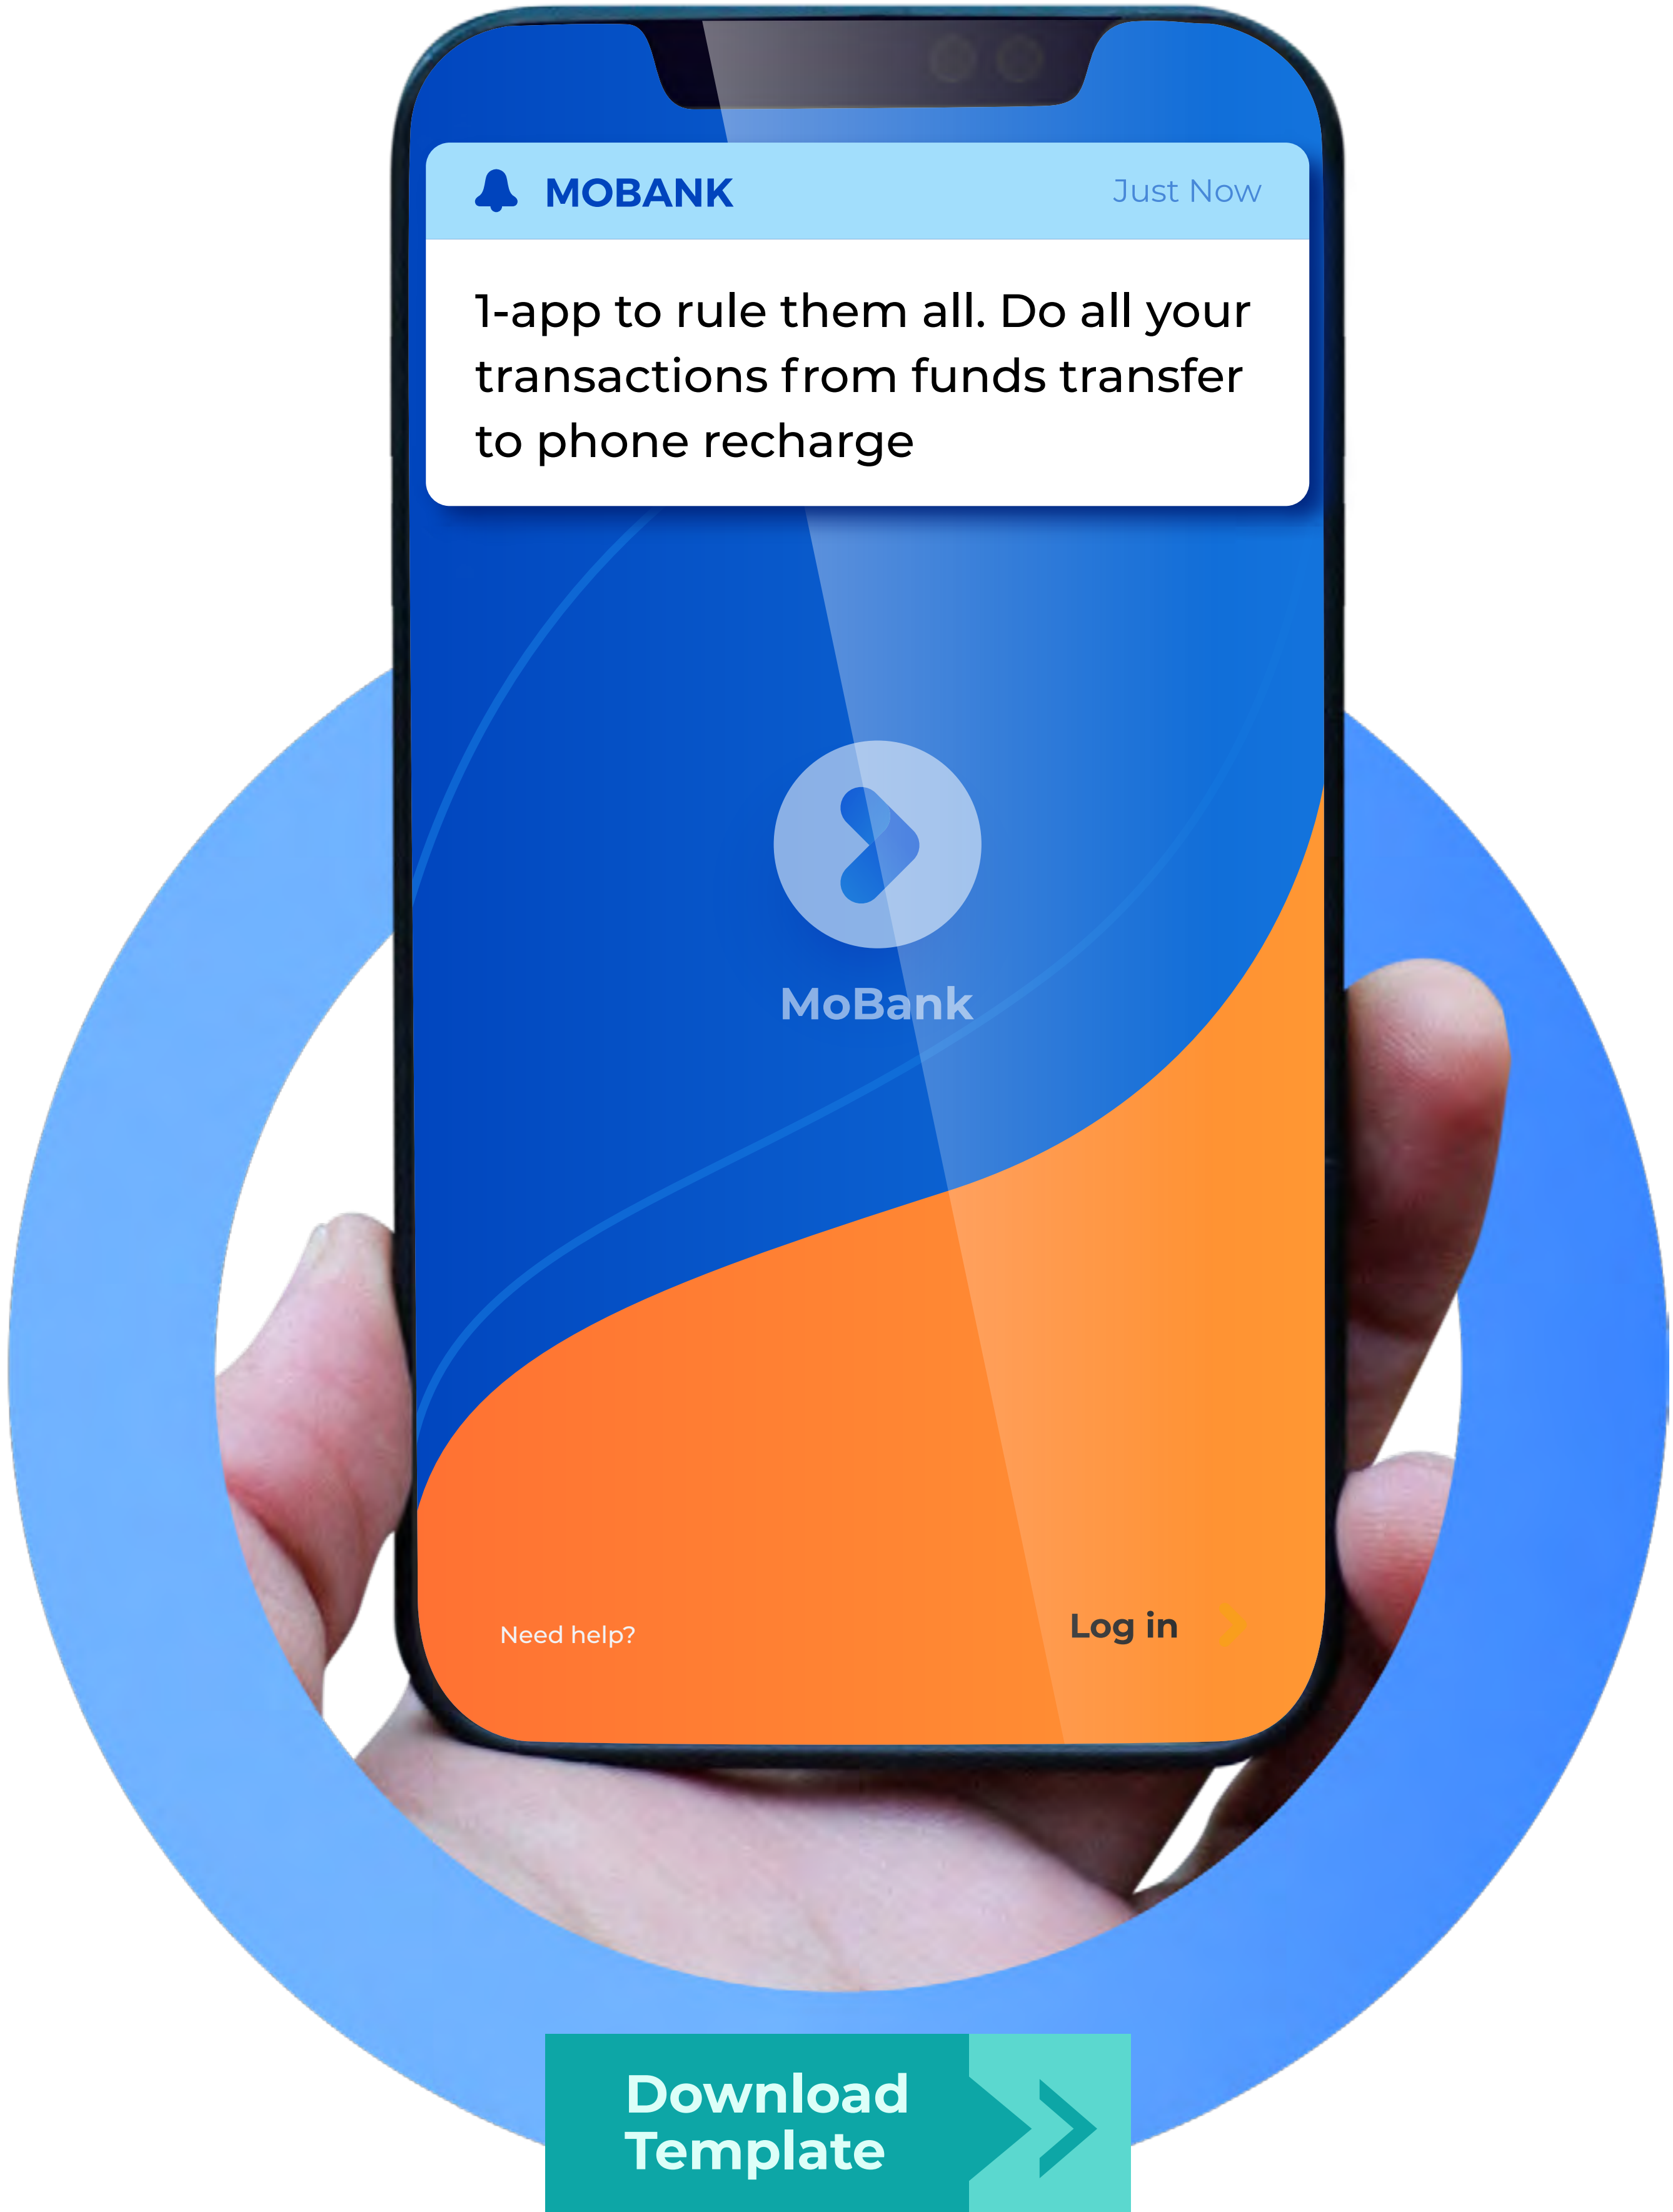 MOBANK
Just Now
1-app to rule them all. Do all your
transactions from funds transfer
to phone recharge
MoBank
Need help?
Log in
Download
Template